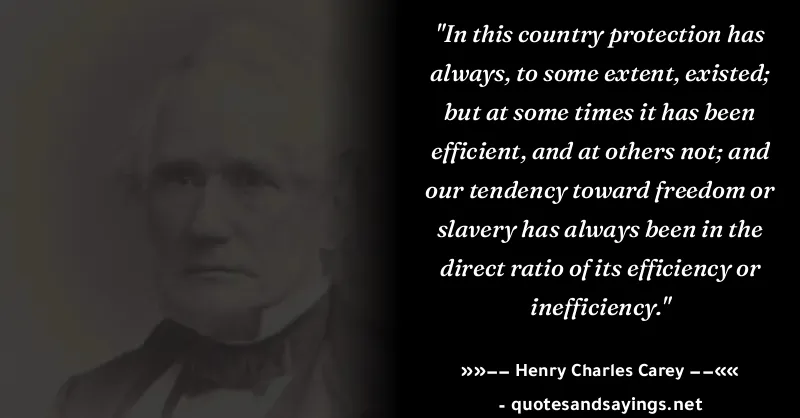 "In this country protection has
always, to some extent, existed;
but at some times it has been
efficient, and at others not; and
our tendency toward freedom or
slavery has always been in the
direct ratio of its efficiency or
inefficiency."
»»−− Henry Charles Carey −−««
- quotesandsayings.net